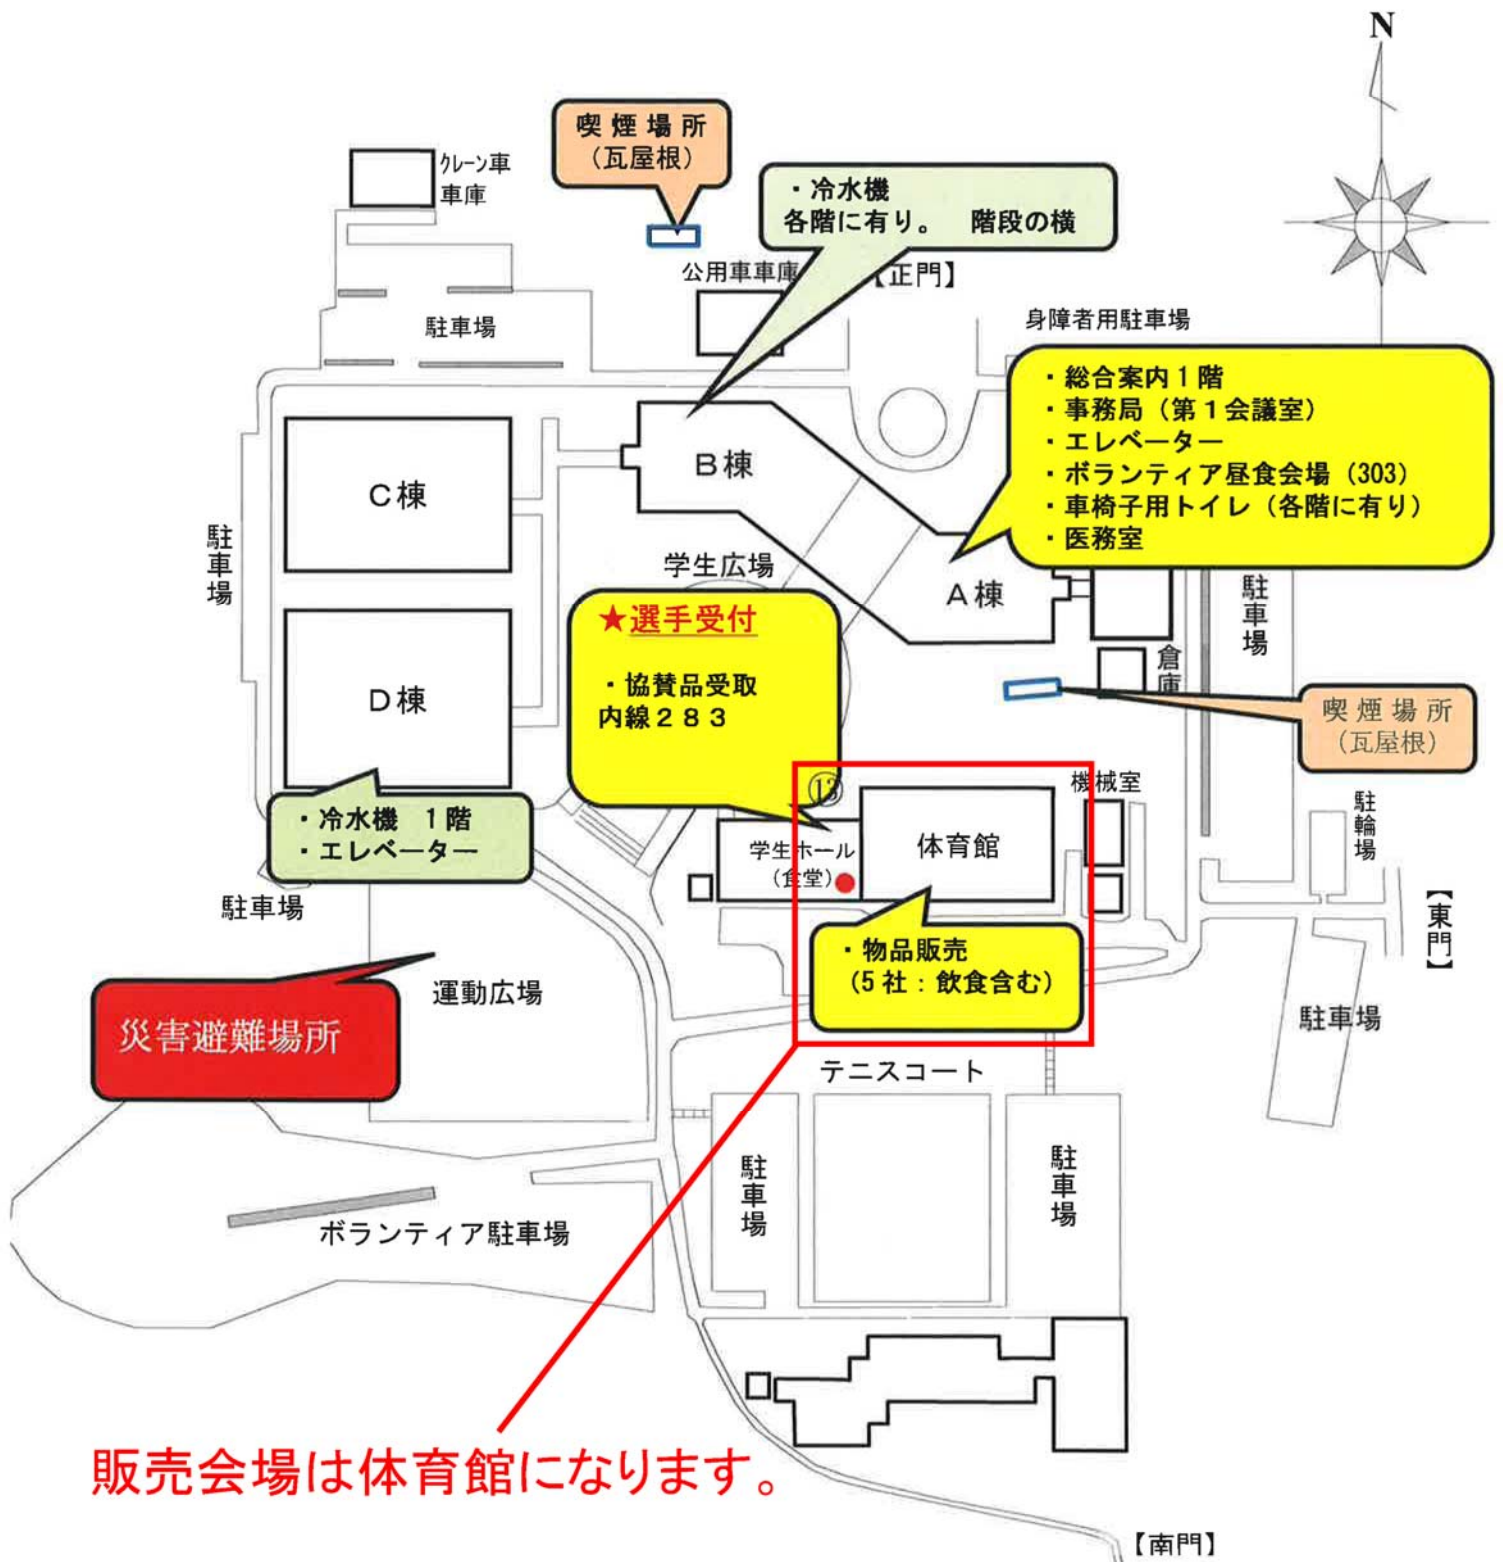 N
喫煙場所
(瓦屋根)
クレーン車
車庫
・冷水機
各階に有り。 階段の横
公用車車庫
【正門】
駐車場
身障者用駐車場
・総合案内1階
・事務局(第1会議室)
・エレベーター
・ボランティア昼食会場(303)
・車椅子用トイレ(各階に有り)
・医務室
B棟
C棟
駐車場
学生広場
A棟
駐車場
★選手受付
・協賛品受取
内線283
倉庫
D棟
喫煙場所
(瓦屋根)
⑬
機械室
・冷水機 1階
・エレベーター
学生ホール
(食堂)
体育館
駐輪場
駐車場
【東門】
・物品販売
(5社:飲食含む)
運動広場
災害避難場所
駐車場
テニスコート
駐車場
駐車場
ボランティア駐車場
販売会場は体育館になります。
【南門】